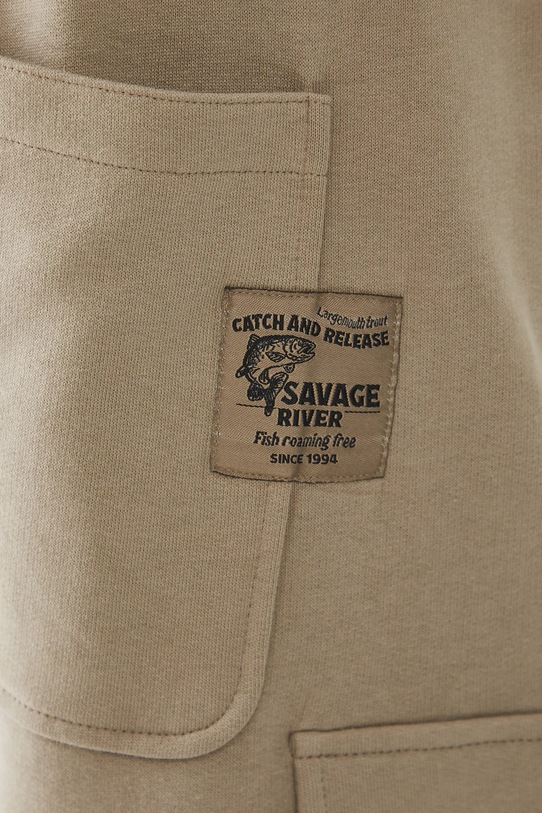 Largemouth trout
CATCH AND RELEASE
SAVAGE
RIVER
Fish roaming free
SINCE 1994